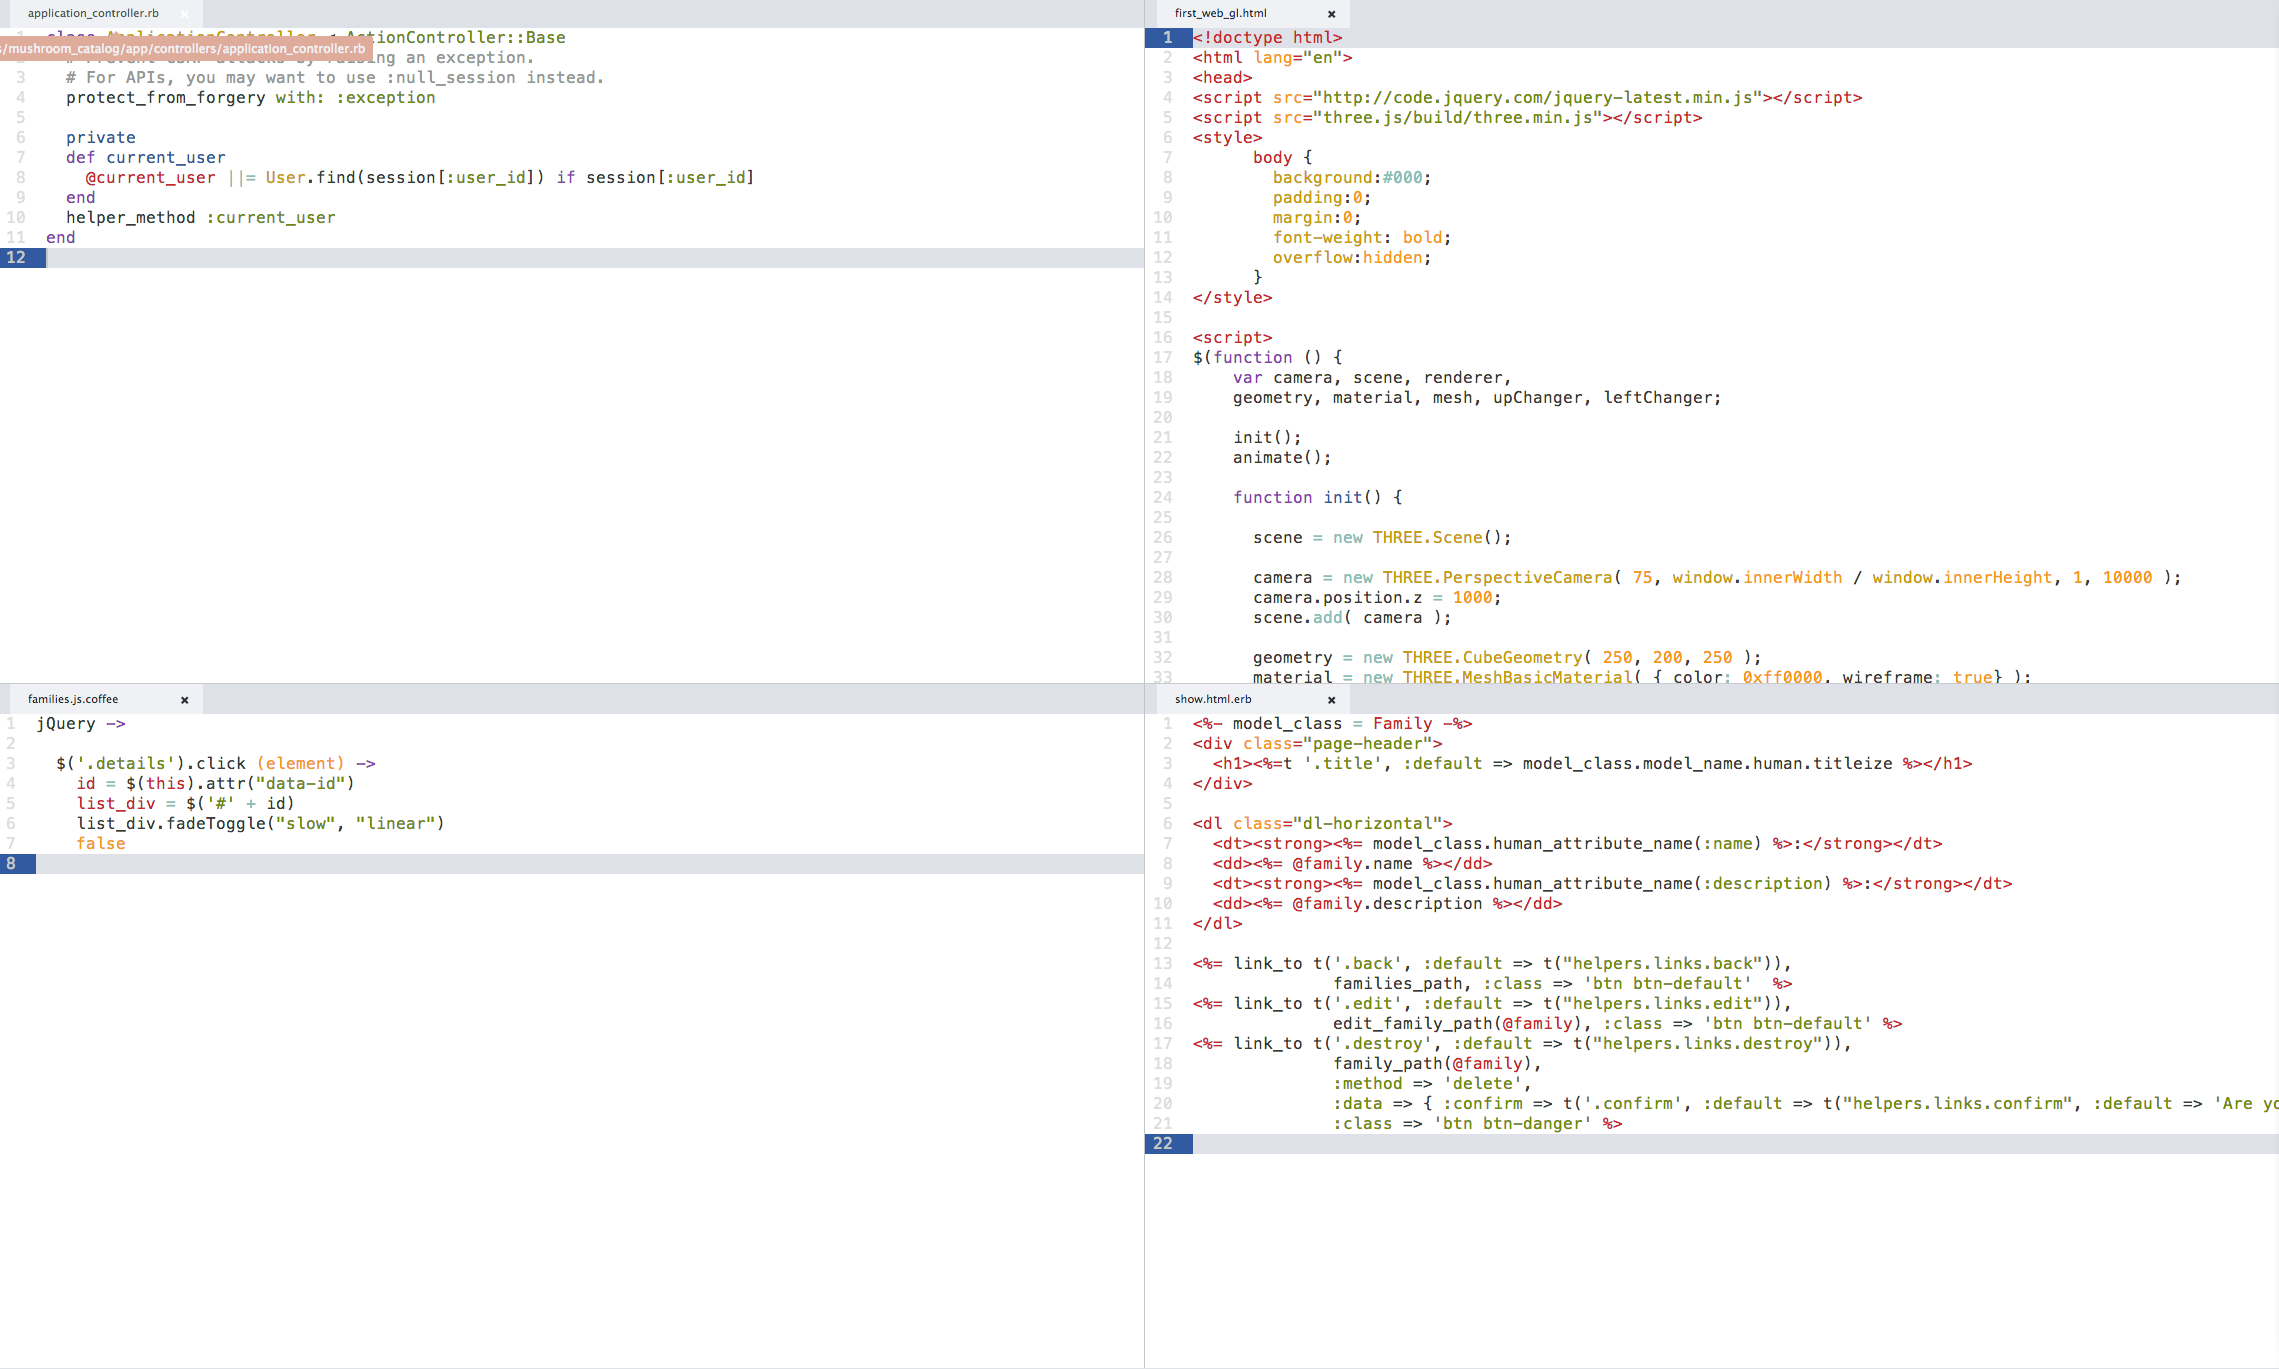 application_controller.rb
/mushroom_catalog/app/controllers/application_controller.rb
1 class ApplicationController < ActionController::Base
2 # Prevent CSRF attacks by raising an exception.
3 # For APIs, you may want to use :null_session instead.
4 protect_from_forgery with: :exception
5
6 private
7 def current_user
8 @current_user ||= User.find(session[:user_id]) if session[:user_id]
9 end
10 helper_method :current_user
11 end
12
first_web_gl.html
1 <!doctype html>
2 <html lang="en">
3 <head>
4 <script src="http://code.jquery.com/jquery-latest.min.js"></script>
5 <script src="three.js/build/three.min.js"></script>
6 <style>
7 body {
8 background:#000;
9 padding:0;
10 margin:0;
11 font-weight: bold;
12 overflow:hidden;
13 }
14 </style>
15
16 <script>
17 $(function () {
18 var camera, scene, renderer,
19 geometry, material, mesh, upChanger, leftChanger;
20
21 init();
22 animate();
23
24 function init() {
25
26 scene = new THREE.Scene();
27
28 camera = new THREE.PerspectiveCamera( 75, window.innerWidth / window.innerHeight, 1, 10000 );
29 camera.position.z = 1000;
30 scene.add( camera );
31
32 geometry = new THREE.CubeGeometry( 250, 200, 250 );
33 material = new THREE.MeshBasicMaterial( { color: 0xff0000, wireframe: true} );
families.js.coffee
1 jQuery ->
2
3 $('.details').click (element) ->
4 id = $(this).attr("data-id")
5 list_div = $('#' + id)
6 list_div.fadeToggle("slow", "linear")
7 false
8
show.html.erb
1 <%- model_class = Family -%>
2 <div class="page-header">
3 <h1><%=t '.title', :default => model_class.model_name.human.titleize %></h1>
4 </div>
5
6 <dl class="dl-horizontal">
7 <dt><strong><%= model_class.human_attribute_name(:name) %>:</strong></dt>
8 <dd><%= @family.name %></dd>
9 <dt><strong><%= model_class.human_attribute_name(:description) %>:</strong></dt>
10 <dd><%= @family.description %></dd>
11 </dl>
12
13 <%= link_to t('.back', :default => t("helpers.links.back")),
14 families_path, :class => 'btn btn-default'  %>
15 <%= link_to t('.edit', :default => t("helpers.links.edit")),
16 edit_family_path(@family), :class => 'btn btn-default' %>
17 <%= link_to t('.destroy', :default => t("helpers.links.destroy")),
18 family_path(@family),
19 :method => 'delete',
20 :data => { :confirm => t('.confirm', :default => t("helpers.links.confirm", :default => 'Are yo
21 :class => 'btn btn-danger' %>
22